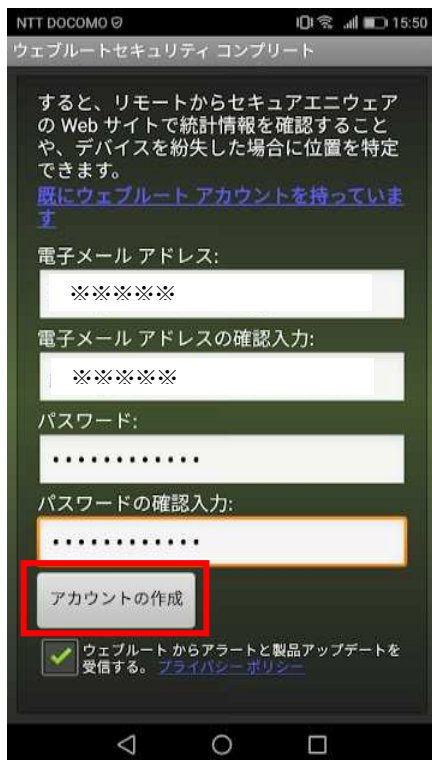 NTT DOCOMO 15:50
ウェブルートセキュリティ コンプリート
すると、リモートからセキュアエニウェア
の Web サイトで統計情報を確認すること
や、デバイスを紛失した場合に位置を特定
できます。
既にウェブルート アカウントを持っていま
す
電子メール アドレス:
※※※※※
電子メール アドレスの確認入力:
※※※※※
パスワード:
••••••••••••
パスワードの確認入力:
••••••••••••
アカウントの作成
ウェブルート からアラートと製品アップデートを
受信する。 プライバシー ポリシー